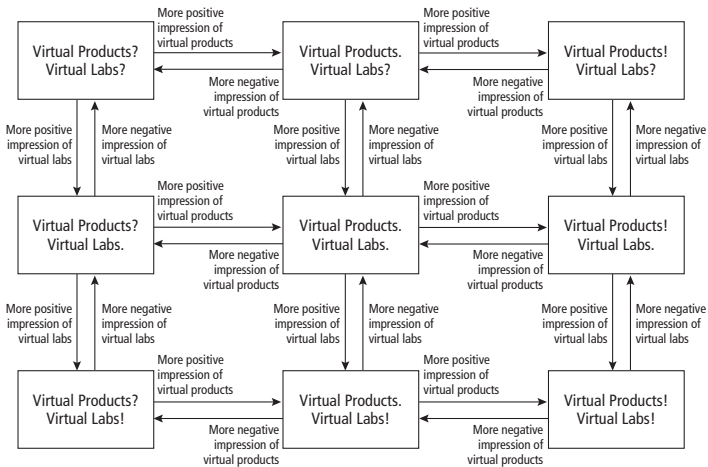 More positive
impression of
virtual products
More positive
impression of
virtual products
Virtual Products?
Virtual Labs?
Virtual Products.
Virtual Labs?
Virtual Products!
Virtual Labs?
More negative
impression of
virtual products
More negative
impression of
virtual products
More positive
impression of
virtual labs
More negative
impression of
virtual labs
More positive
impression of
virtual labs
More negative
impression of
virtual labs
More positive
impression of
virtual labs
More negative
impression of
virtual labs
More positive
impression of
virtual products
More positive
impression of
virtual products
Virtual Products?
Virtual Labs.
Virtual Products.
Virtual Labs.
Virtual Products!
Virtual Labs.
More negative
impression of
virtual products
More negative
impression of
virtual products
More positive
impression of
virtual labs
More negative
impression of
virtual labs
More positive
impression of
virtual labs
More negative
impression of
virtual labs
More positive
impression of
virtual labs
More negative
impression of
virtual labs
More positive
impression of
virtual products
More positive
impression of
virtual products
Virtual Products?
Virtual Labs!
Virtual Products.
Virtual Labs!
Virtual Products!
Virtual Labs!
More negative
impression of
virtual products
More negative
impression of
virtual products